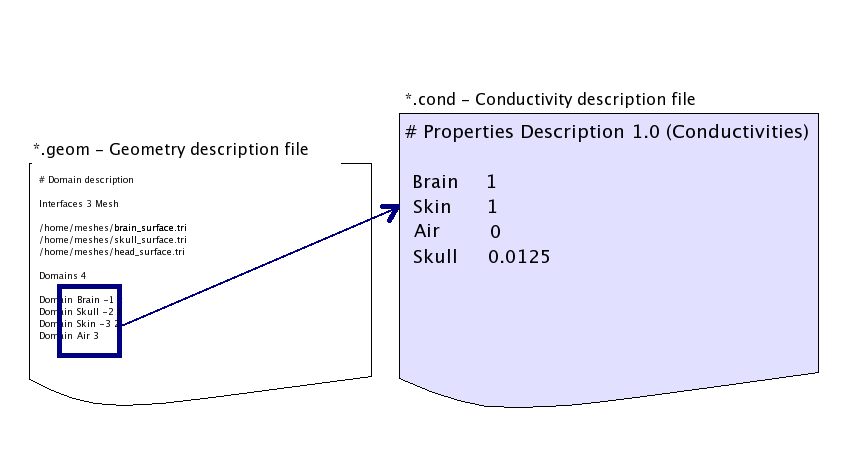 *.geom – Geometry description file
# Domain description
Interfaces 3 Mesh
/home/meshes/brain_surface.tri
/home/meshes/skull_surface.tri
/home/meshes/head_surface.tri
Domains 4
Domain Brain −1
Domain Skull −2
Domain Skin −3 2
Domain Air 3
*.cond – Conductivity description file
# Properties Description 1.0 (Conductivities)
Brain 1
Skin 1
Air 0
Skull 0.0125